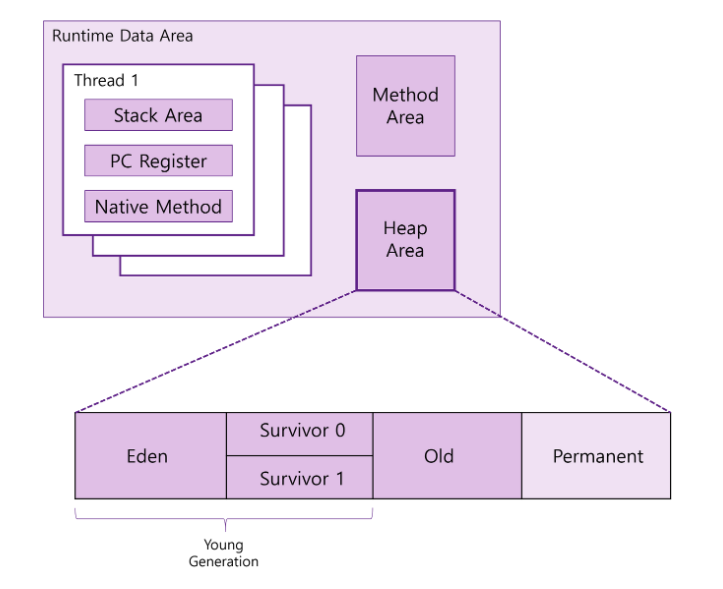 Runtime Data Area
Thread 1
Stack Area
PC Register
Native Method
Method
Area
Heap
Area
Eden
Survivor 0
Survivor 1
Old
Permanent
Young
Generation